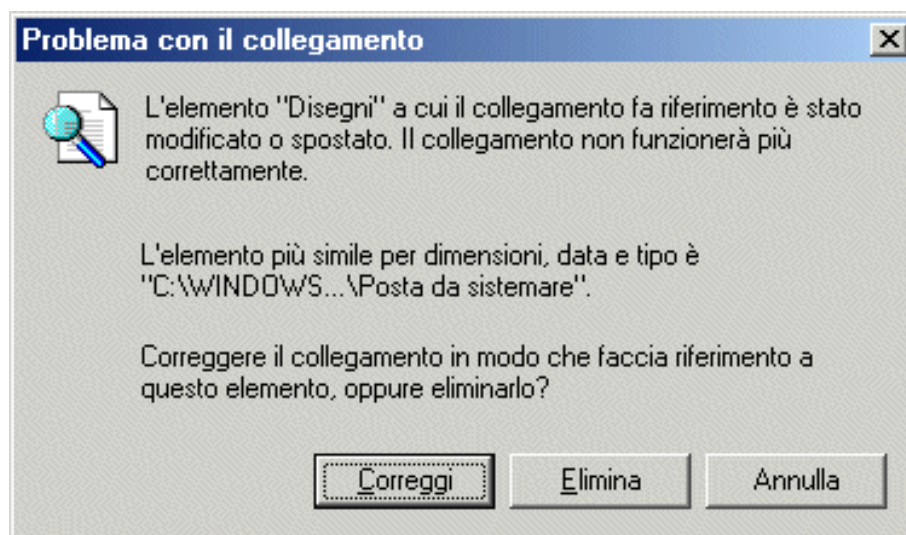 Problema con il collegamento
L'elemento "Disegni" a cui il collegamento fa riferimento è stato
modificato o spostato. Il collegamento non funzionerà più
correttamente.
L'elemento più simile per dimensioni, data e tipo è
"C:\WINDOWS...\Posta da sistemare".
Correggere il collegamento in modo che faccia riferimento a
questo elemento, oppure eliminarlo?
Correggi Elimina Annulla